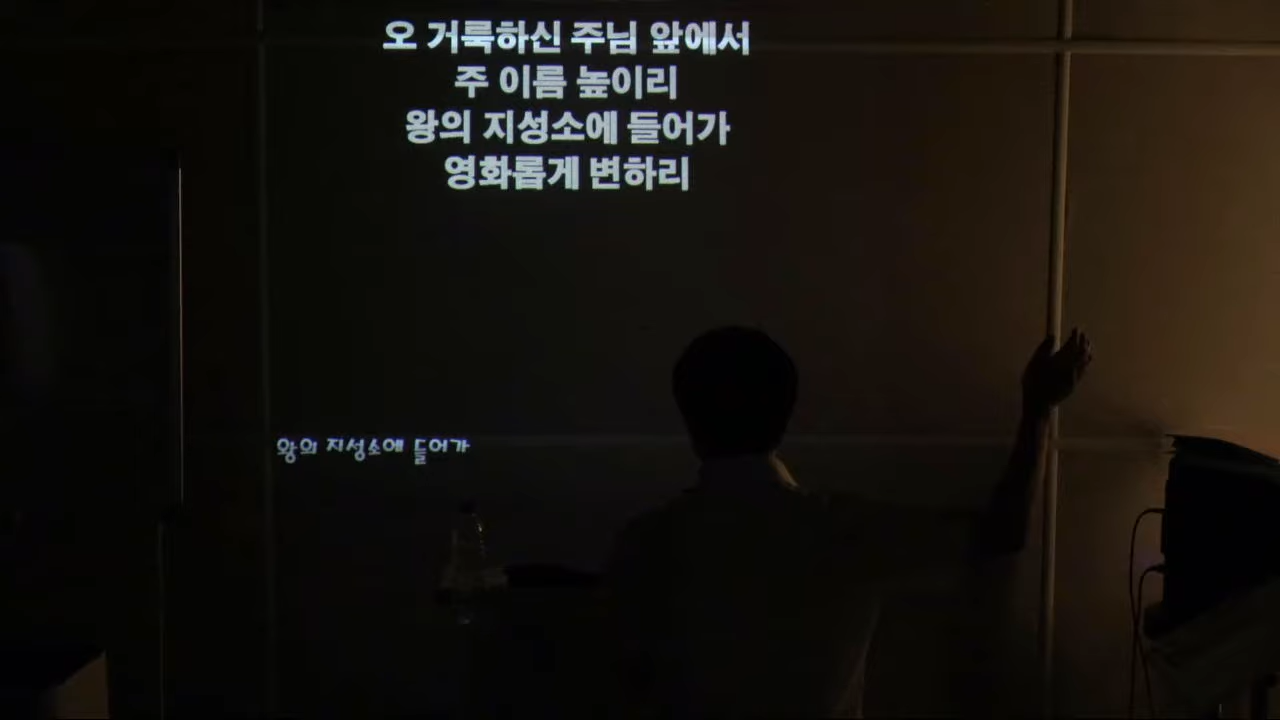 오 거룩하신 주님 앞에서
주 이름 높이리
왕의 지성소에 들어가
영화롭게 변하리
왕의 지성소에 들어가